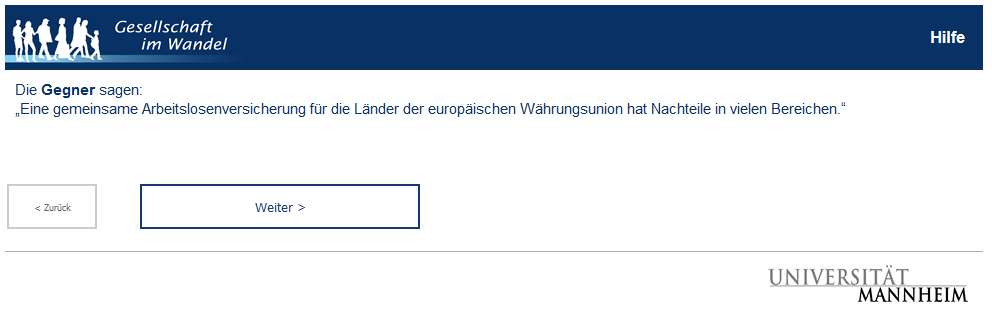 Gesellschaft
im Wandel
Hilfe
Die Gegner sagen:
„Eine gemeinsame Arbeitslosenversicherung für die Länder der europäischen Währungsunion hat Nachteile in vielen Bereichen.“
< Zurück
Weiter >
UNIVERSITÄT
MANNHEIM